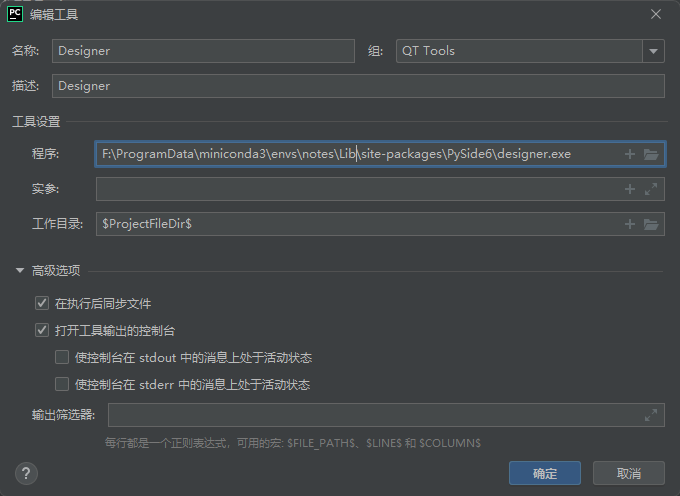 PC 编辑工具
名称: Designer 组: QT Tools
描述: Designer
工具设置
程序: F:\ProgramData\miniconda3\envs\notes\Lib\site-packages\PySide6\designer.exe
实参:
工作目录: $ProjectFileDir$
高级选项
在执行后同步文件
打开工具输出的控制台
使控制台在 stdout 中的消息上处于活动状态
使控制台在 stderr 中的消息上处于活动状态
输出筛选器:
每行都是一个正则表达式，可用的宏: $FILE_PATH$、$LINE$ 和 $COLUMN$
? 确定 取消